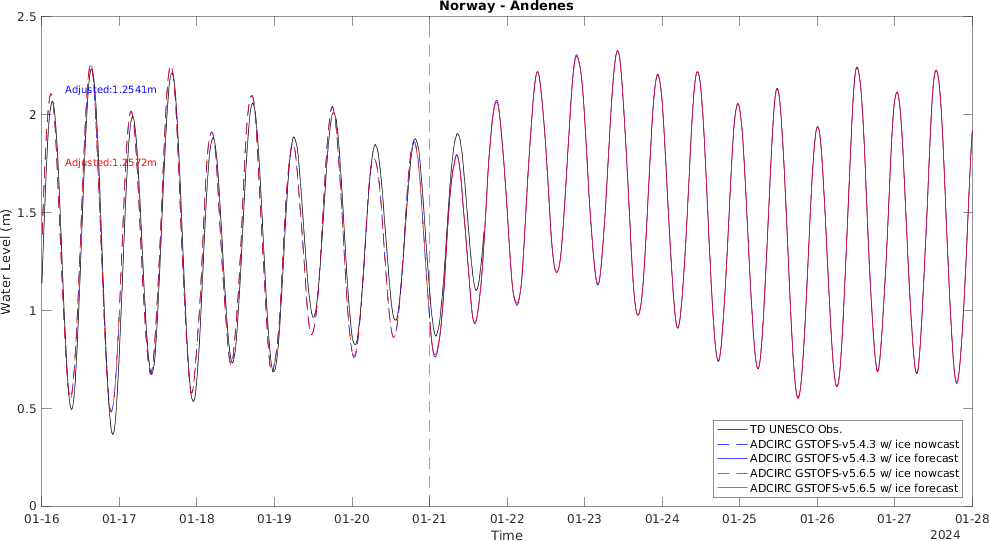 Norway - Andenes
2.5
2
1.5
1
0.5
0
Water Level (m)
Adjusted:1.2541m
Adjusted:1.2572m
TD UNESCO Obs.
ADCIRC GSTOFS-v5.4.3 w/ ice nowcast
ADCIRC GSTOFS-v5.4.3 w/ ice forecast
ADCIRC GSTOFS-v5.6.5 w/ ice nowcast
ADCIRC GSTOFS-v5.6.5 w/ ice forecast
01-16 01-17 01-18 01-19 01-20 01-21 01-22 01-23 01-24 01-25 01-26 01-27 01-28
Time
2024